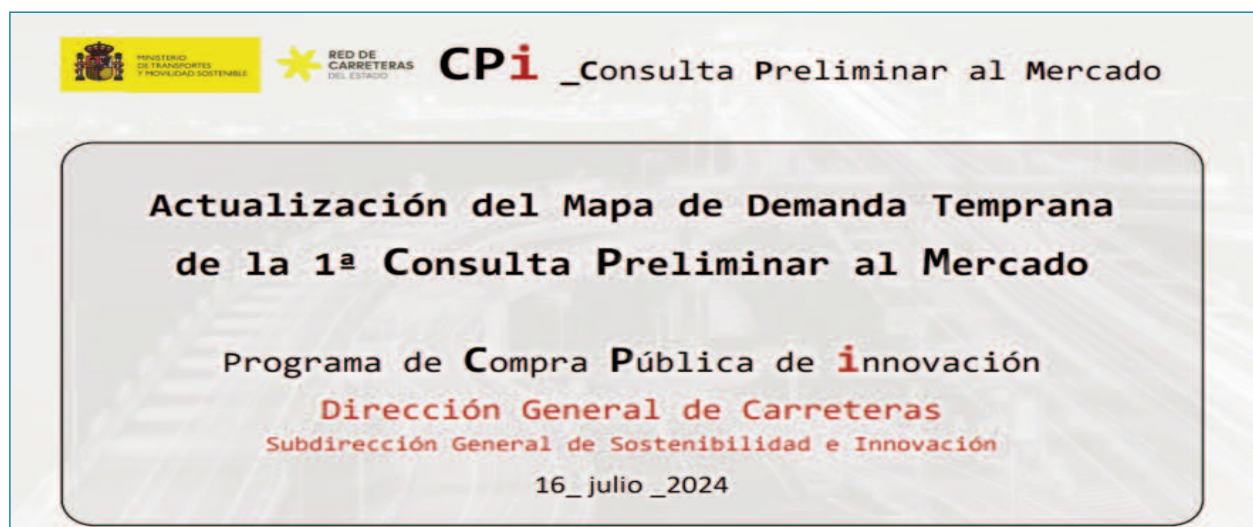 MINISTERIO
DE TRANSPORTES
Y MOVILIDAD SOSTENIBLE
RED DE
CARRETERAS
DEL ESTADO
CPi _Consulta Preliminar al Mercado
Actualización del Mapa de Demanda Temprana
de la 1ª Consulta Preliminar al Mercado
Programa de Compra Pública de innovación
Dirección General de Carreteras
Subdirección General de Sostenibilidad e Innovación
16_ julio _2024